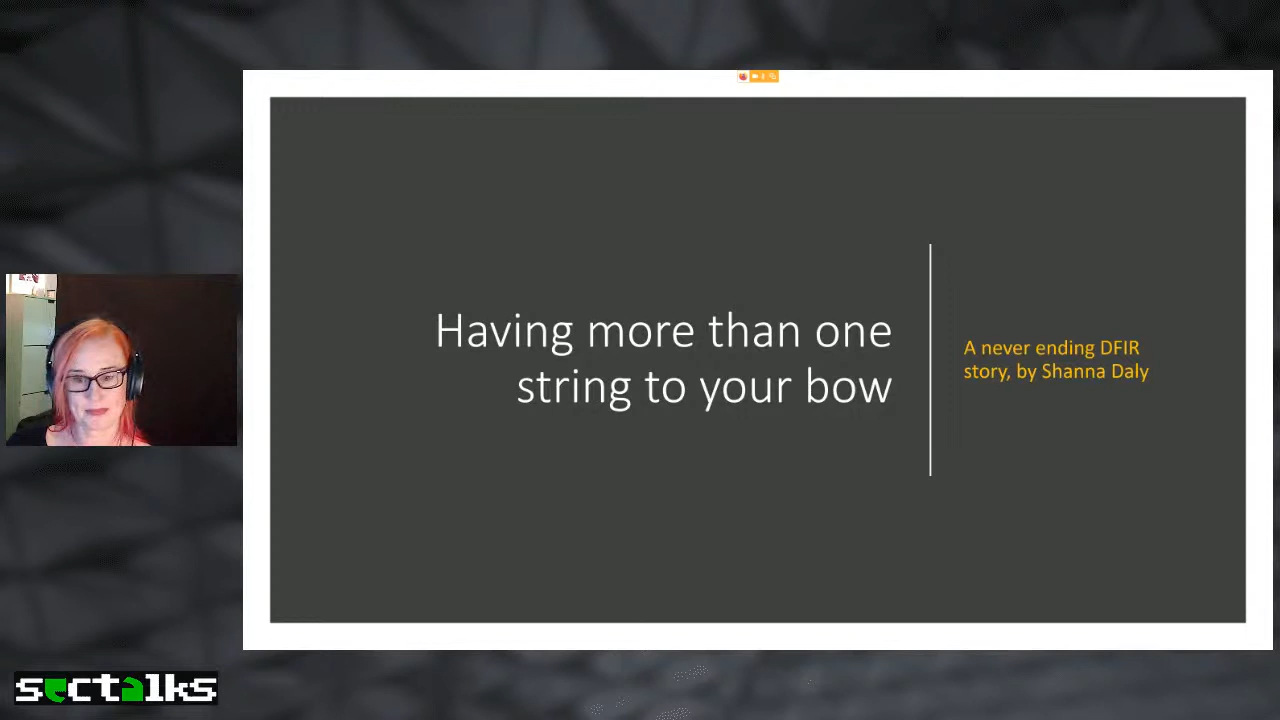 Having more than one
string to your bow
A never ending DFIR
story, by Shanna Daly
sectalks